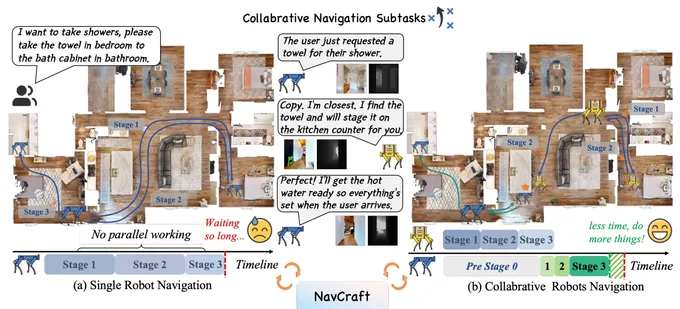 Collabrative Navigation Subtasks
I want to take showers, please
take the towel in bedroom to
the bath cabinet in bathroom.
Stage 1
Stage 2
Stage 3
No parallel working
Waiting
so long...
Stage 1
Stage 2
Stage 3
Timeline
(a) Single Robot Navigation
The user just requested a
towel for their shower.
Copy. I'm closest, I find the
towel and will stage it on
the kitchen counter for you,
Perfect! I'll get the hot
water ready so everything's
set when the user arrives.
NavCraft
Stage 1
Stage 2
Stage 2
Stage 3
Stage 1
Stage 2
Stage 3
less time, do
more things!
Pre Stage 0
1
2
Stage 3
Timeline
(b) Collabrative Robots Navigation